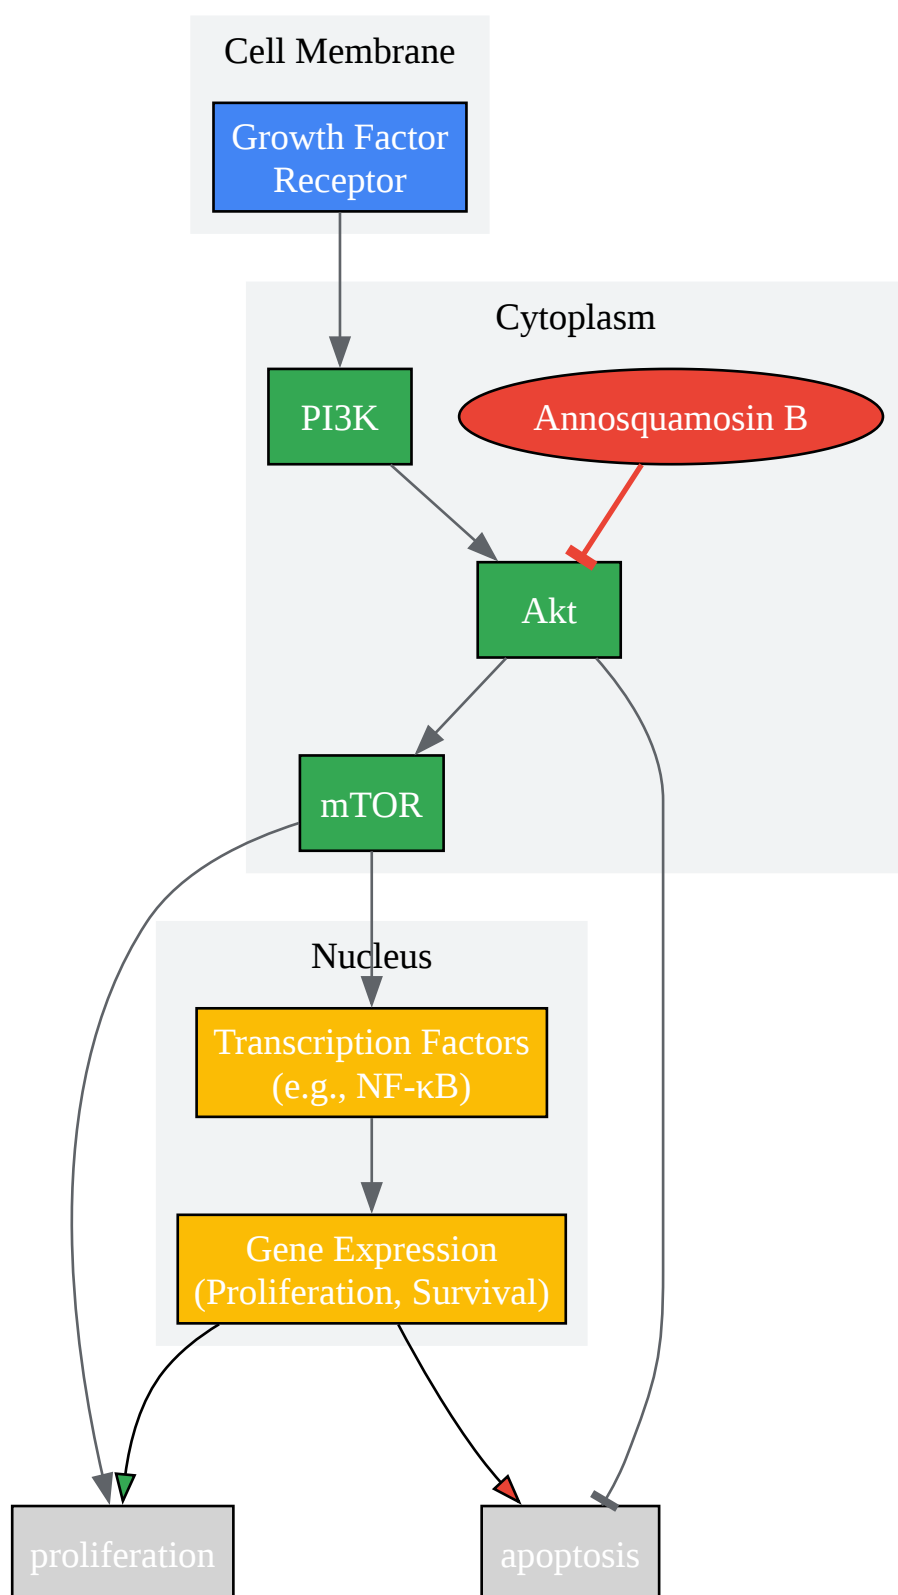 Cell Membrane
Growth Factor
Receptor
Cytoplasm
PI3K
Annosquamosin B
Akt
mTOR
Nucleus
Transcription Factors
(e.g., NF-κB)
Gene Expression
(Proliferation, Survival)
proliferation
apoptosis